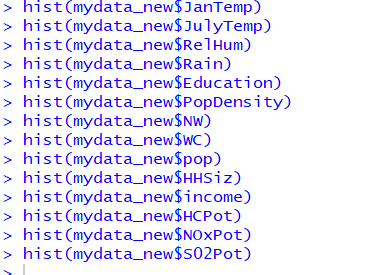 > hist(mydata_new$JanTemp)
> hist(mydata_new$JulyTemp)
> hist(mydata_new$RelHum)
> hist(mydata_new$Rain)
> hist(mydata_new$Education)
> hist(mydata_new$PopDensity)
> hist(mydata_new$NW)
> hist(mydata_new$WC)
> hist(mydata_new$pop)
> hist(mydata_new$HHSiz)
> hist(mydata_new$income)
> hist(mydata_new$HCPot)
> hist(mydata_new$NOxPot)
> hist(mydata_new$SO2Pot)
>